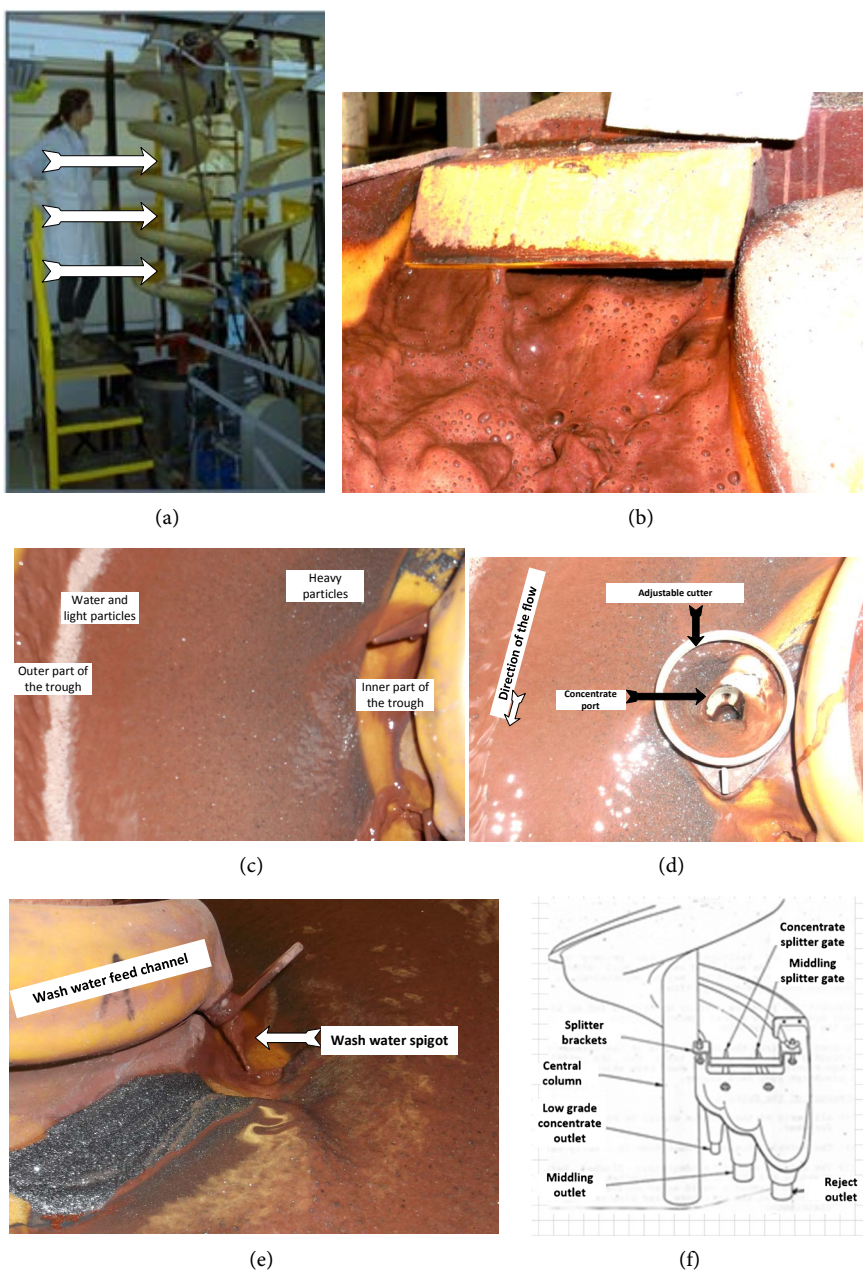 (a)
(b)
Water and
light particles
Heavy
particles
Outer part of
the trough
Inner part of
the trough
(c)
Direction of the flow
Adjustable cutter
Concentrate
port
(d)
Wash water feed channel
Wash water spigot
(e)
Concentrate
splitter gate
Middling
splitter gate
Splitter
brackets
Central
column
Low grade
concentrate
outlet
Middling
outlet
Reject
outlet
(f)